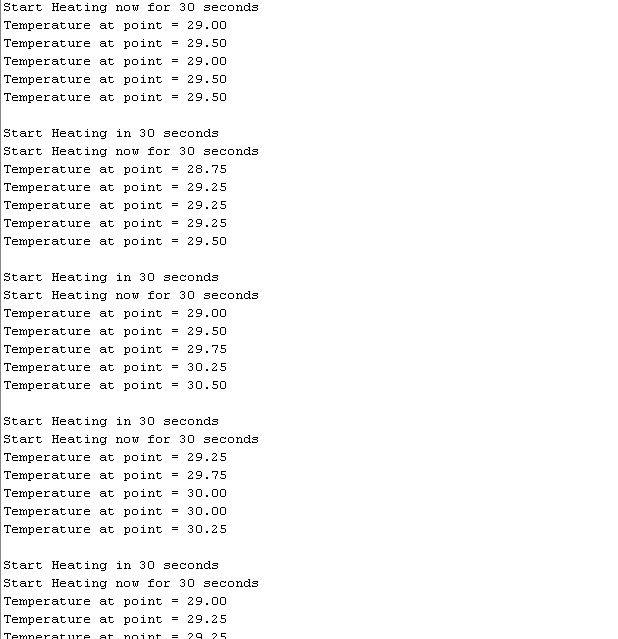 Start Heating now for 30 seconds
Temperature at point = 29.00
Temperature at point = 29.50
Temperature at point = 29.00
Temperature at point = 29.50
Temperature at point = 29.50
Start Heating in 30 seconds
Start Heating now for 30 seconds
Temperature at point = 28.75
Temperature at point = 29.25
Temperature at point = 29.25
Temperature at point = 29.25
Temperature at point = 29.50
Start Heating in 30 seconds
Start Heating now for 30 seconds
Temperature at point = 29.00
Temperature at point = 29.50
Temperature at point = 29.75
Temperature at point = 30.25
Temperature at point = 30.50
Start Heating in 30 seconds
Start Heating now for 30 seconds
Temperature at point = 29.25
Temperature at point = 29.75
Temperature at point = 30.00
Temperature at point = 30.00
Temperature at point = 30.25
Start Heating in 30 seconds
Start Heating now for 30 seconds
Temperature at point = 29.00
Temperature at point = 29.25
Temperature at point = 29.25